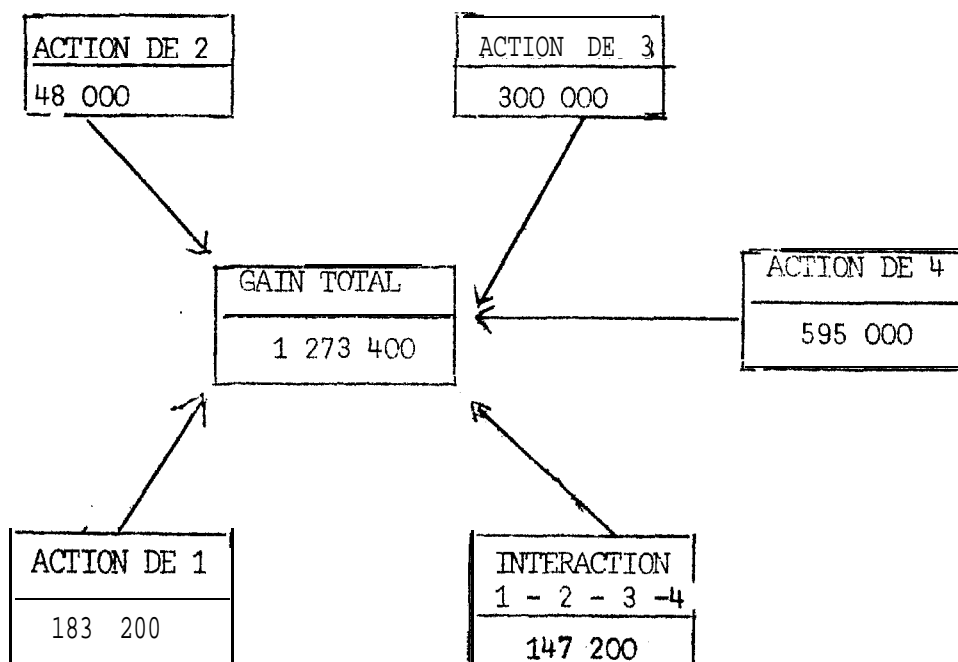 ACTION DE 2
48 000
ACTION DE 3
300 000
GAIN TOTAL
1 273 400
ACTION DE 4
595 000
ACTION DE 1
183 200
INTERACTION
1 - 2 - 3 -4
147 200